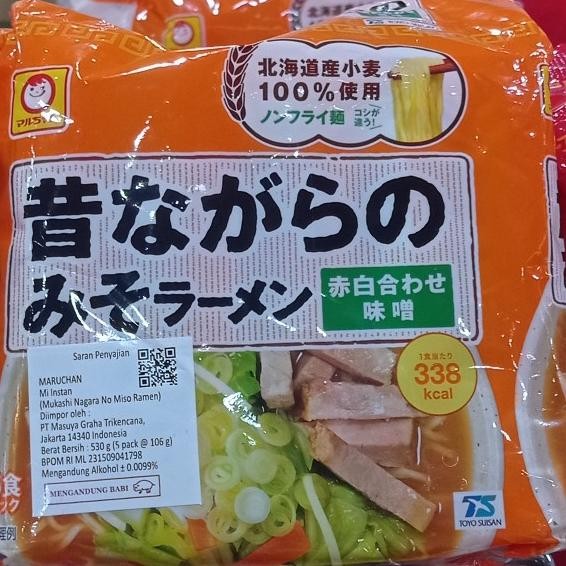 マルちゃん
北海道産小麦
100%使用
ノンフライ麺
コシが
違う!
昔ながらの
みそラーメン
赤白合わせ
味噌
1食当たり
338
kcal
Saran Penyajian
MARUCHAN
Mi Instan
(Mukashi Nagara No Miso Ramen)
Diimpor oleh :
PT Masuya Graha Trikencana,
Jakarta 14340 Indonesia
Berat Bersih : 530 g (5 pack @ 106 g)
BPOM RI ML 231509041798
Mengandung Alkohol ± 0.0099%
MENGANDUNG BABI
TS
TOYO SUISAN